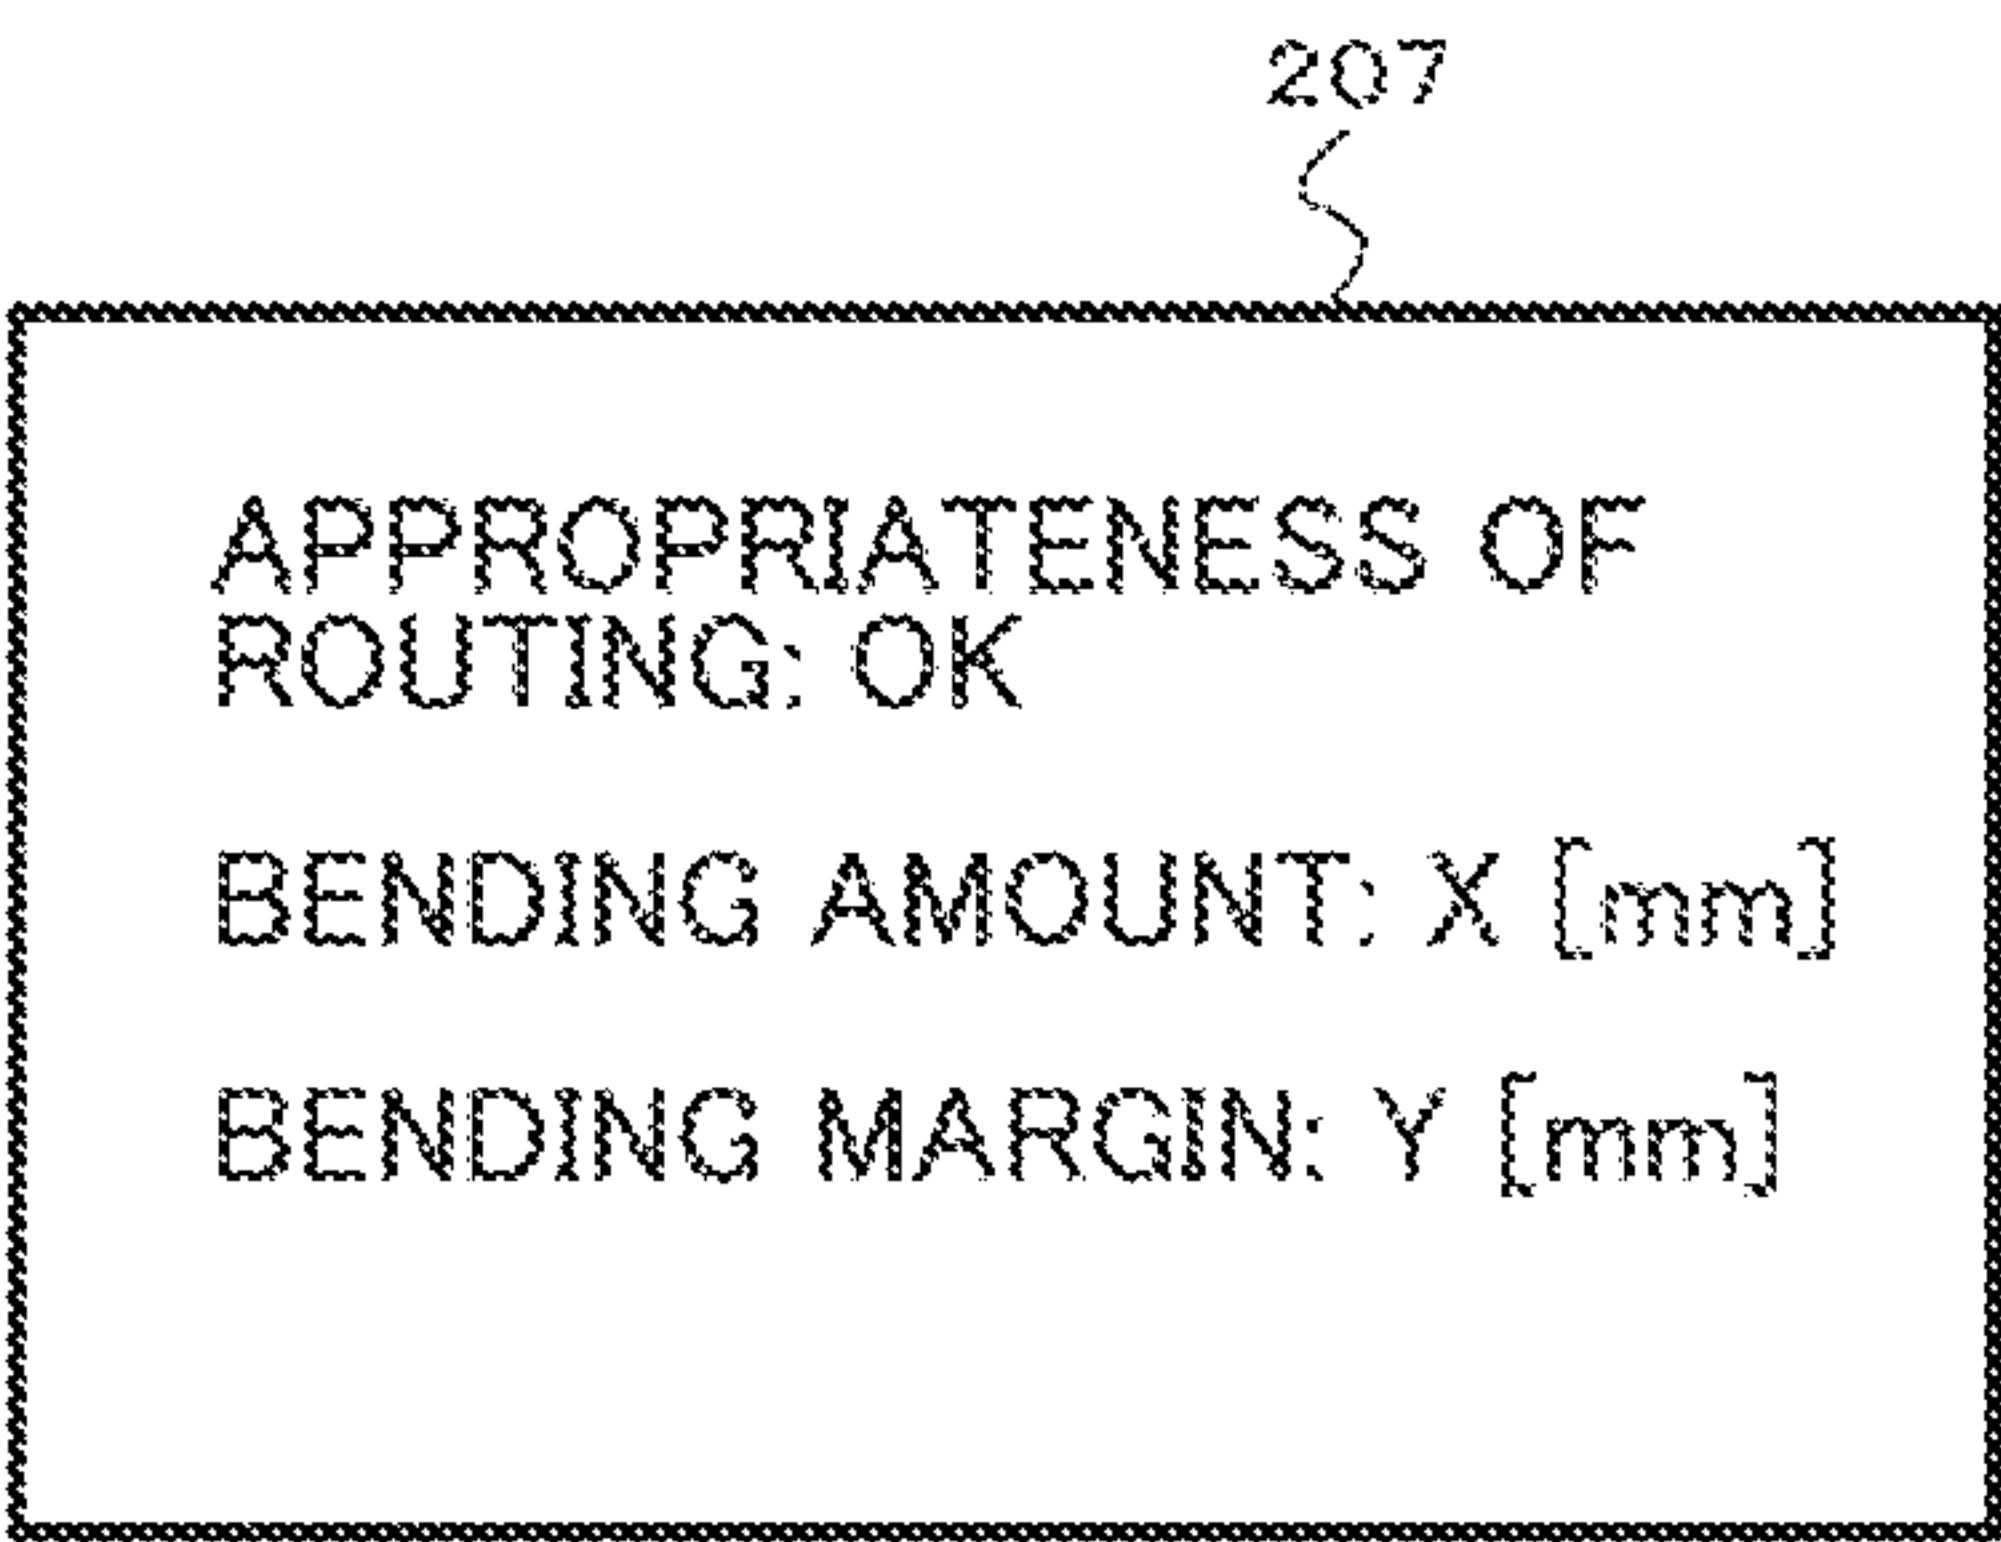 207
APPROPRIATENESS OF
ROUTING: OK
BENDING AMOUNT: X [mm]
BENDING MARGIN: Y [mm]